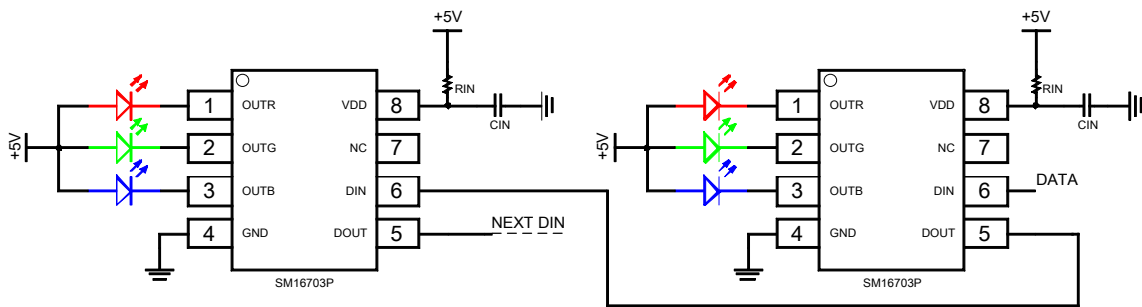 +5V
+5V
RIN
RIN
1 OUTR VDD 8
1 OUTR VDD 8
CIN
CIN
+5V
2 OUTG NC 7
+5V
2 OUTG NC 7
3 OUTB DIN 6
3 OUTB DIN 6
DATA
4 GND DOUT 5
NEXT DIN
4 GND DOUT 5
SM16703P
SM16703P